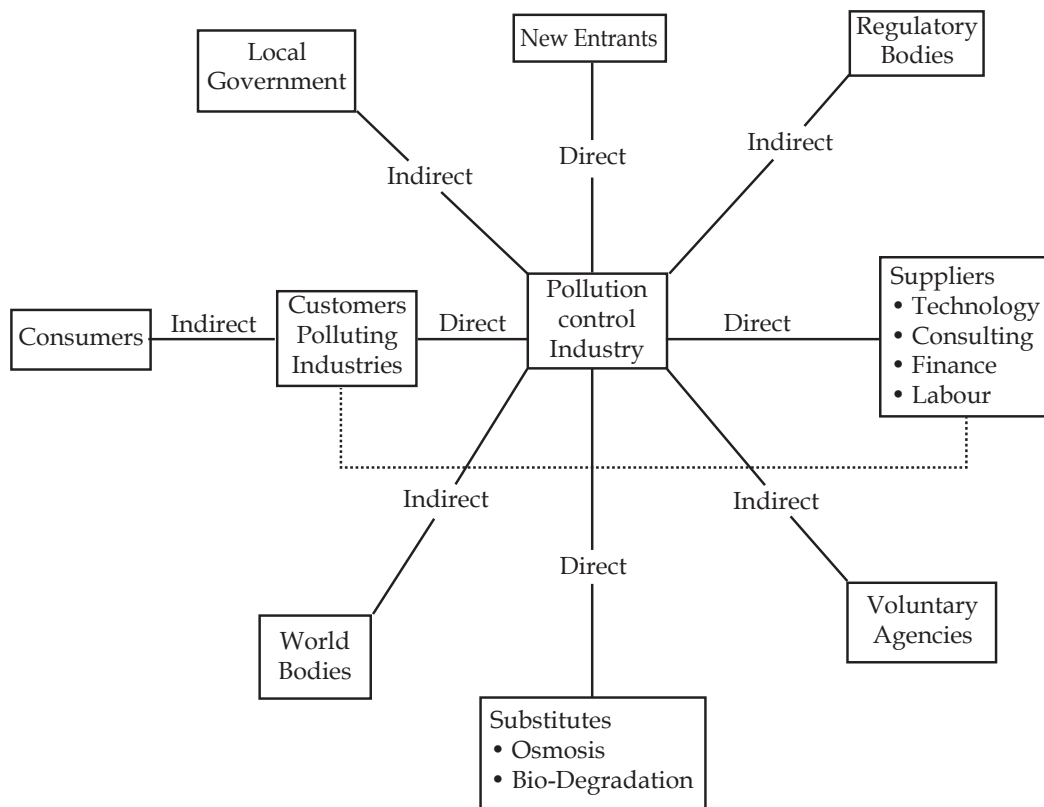 Local
Government
New Entrants
Regulatory
Bodies
Indirect
Direct
Indirect
Consumers
Indirect
Customers
Polluting
Industries
Direct
Pollution
control
Industry
Direct
Suppliers
• Technology
• Consulting
• Finance
• Labour
Indirect
Direct
Indirect
World
Bodies
Voluntary
Agencies
Substitutes
• Osmosis
• Bio-Degradation